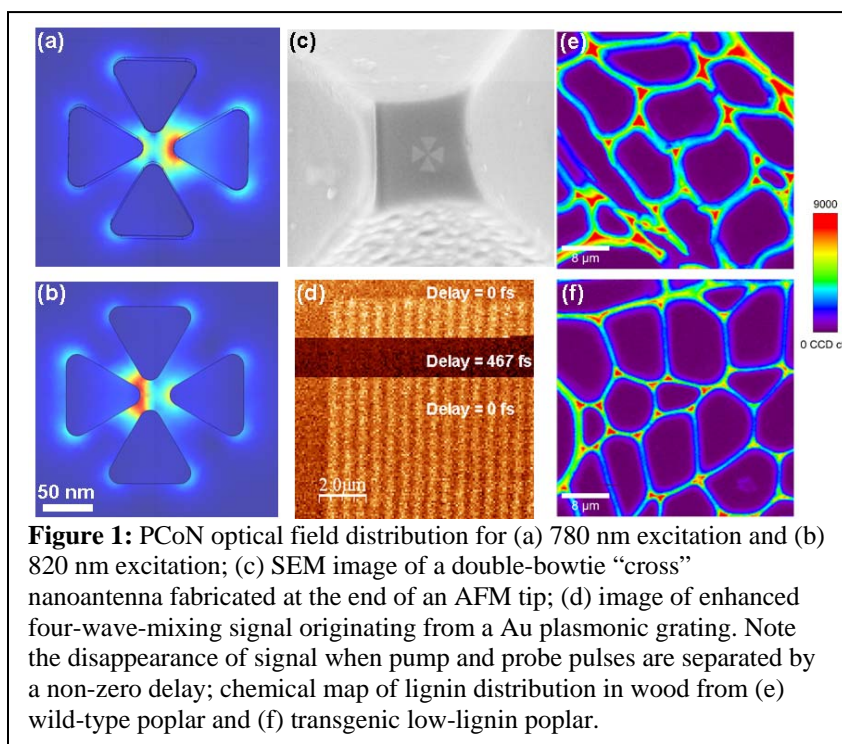 (a)
(c)
(e)
9000
8 µm
0 CCD c
(b)
50 nm
(d)
Delay = 0 fs
Delay = 467 fs
Delay = 0 fs
2.0µm
(f)
8 µm
Figure 1: PCoN optical field distribution for (a) 780 nm excitation and (b)
820 nm excitation; (c) SEM image of a double-bowtie “cross”
nanoantenna fabricated at the end of an AFM tip; (d) image of enhanced
four-wave-mixing signal originating from a Au plasmonic grating. Note
the disappearance of signal when pump and probe pulses are separated by
a non-zero delay; chemical map of lignin distribution in wood from (e)
wild-type poplar and (f) transgenic low-lignin poplar.